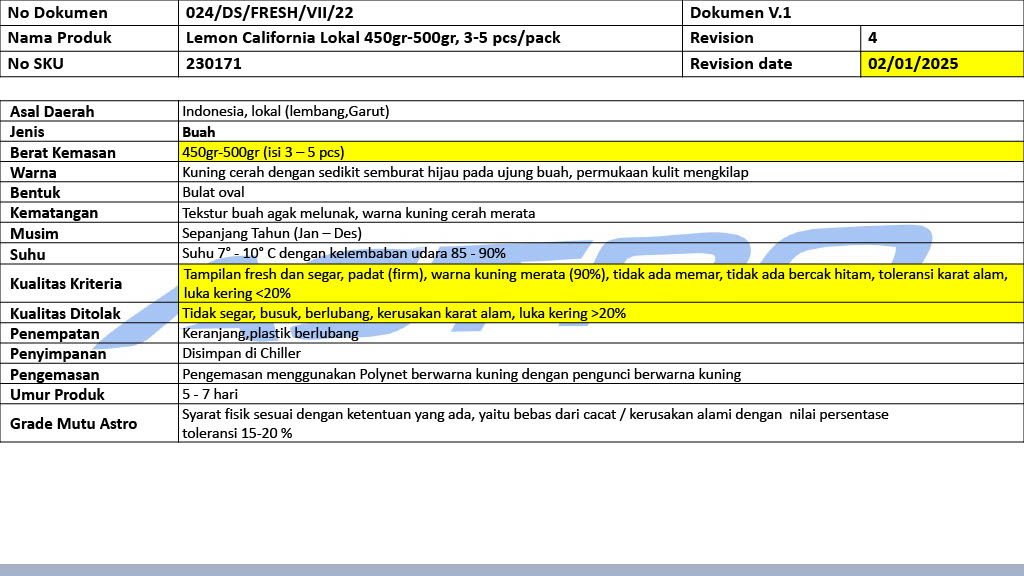 No Dokumen 024/DS/FRESH/VII/22 Dokumen V.1
Nama Produk Lemon California Lokal 450gr-500gr, 3-5 pcs/pack Revision 4
No SKU 230171 Revision date 02/01/2025
Asal Daerah Indonesia, lokal (lembang,Garut)
Jenis Buah
Berat Kemasan 450gr-500gr (isi 3 – 5 pcs)
Warna Kuning cerah dengan sedikit semburat hijau pada ujung buah, permukaan kulit mengkilap
Bentuk Bulat oval
Kematangan Tekstur buah agak melunak, warna kuning cerah merata
Musim Sepanjang Tahun (Jan – Des)
Suhu Suhu 7° - 10° C dengan kelembaban udara 85 - 90%
Kualitas Kriteria Tampilan fresh dan segar, padat (firm), warna kuning merata (90%), tidak ada memar, tidak ada bercak hitam, toleransi karat alam,
luka kering <20%
Kualitas Ditolak Tidak segar, busuk, berlubang, kerusakan karat alam, luka kering >20%
Penempatan Keranjang,plastik berlubang
Penyimpanan Disimpan di Chiller
Pengemasan Pengemasan menggunakan Polynet berwarna kuning dengan pengunci berwarna kuning
Umur Produk 5 - 7 hari
Grade Mutu Astro Syarat fisik sesuai dengan ketentuan yang ada, yaitu bebas dari cacat / kerusakan alami dengan nilai persentase
toleransi 15-20 %
ASTRO